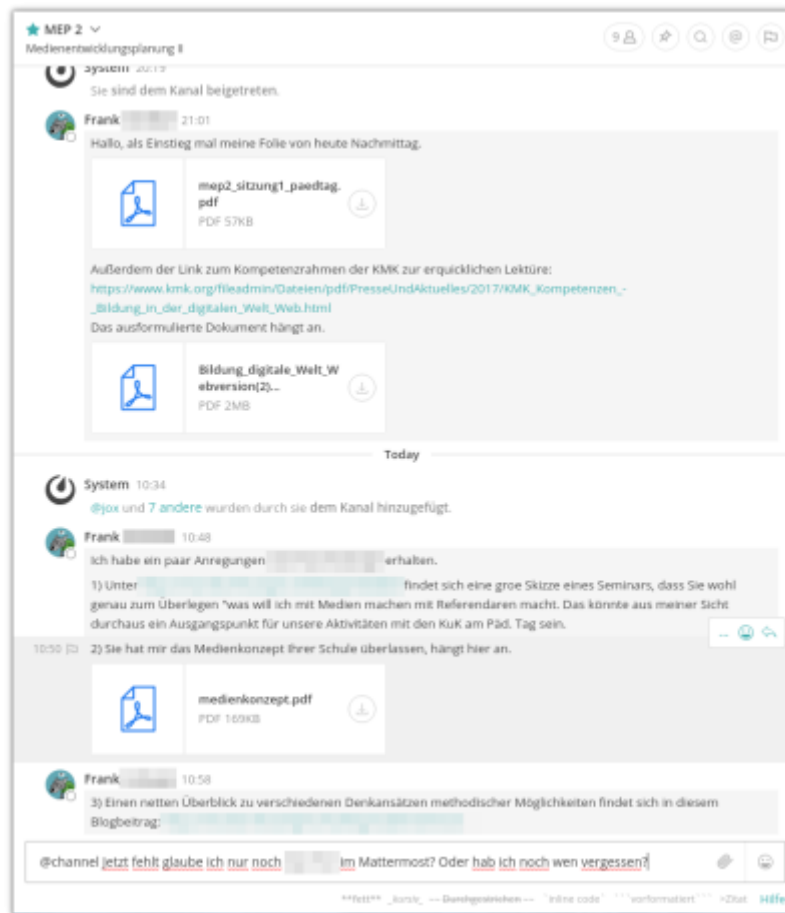 MEP 2
Medienentwicklungsplanung II
9
System 20:19
Sie sind dem Kanal beigetreten.
Frank 21:01
Hallo, als Einstieg mal meine Folie von heute Nachmittag.
mep2_sitzung1_paedtag.
pdf
PDF 57KB
Außerdem der Link zum Kompetenzrahmen der KMK zur erquicklichen Lektüre:
https://www.kmk.org/fileadmin/Dateien/pdf/PresseUndAktuelles/2017/KMK_Kompetenzen_-
_Bildung_in_der_digitalen_Welt_Web.html
Das ausformulierte Dokument hängt an.
Bildung_digitale_Welt_W
ebversion(2)...
PDF 2MB
Today
System 10:34
@jox und 7 andere wurden durch sie dem Kanal hinzugefügt.
Frank 10:48
Ich habe ein paar Anregungen erhalten.
1) Unter findet sich eine groe Skizze eines Seminars, dass Sie wohl
genau zum Überlegen "was will ich mit Medien machen mit Referendaren macht. Das könnte aus meiner Sicht
durchaus ein Ausgangspunkt für unsere Aktivitäten mit den KuK am Päd. Tag sein.
...
10:50 2) Sie hat mir das Medienkonzept Ihrer Schule überlassen, hängt hier an.
medienkonzept.pdf
PDF 169KB
Frank 10:58
3) Einen netten Überblick zu verschiedenen Denkansätzen methodischer Möglichkeiten findet sich in diesem
Blogbeitrag:
@channel Jetzt fehlt glaube ich nur noch im Mattermost? Oder hab ich noch wen vergessen?
**fett** _kursiv_ ~~Durchgestrichen~~ `inline code` ```vorformatiert``` >Zitat Hilfe